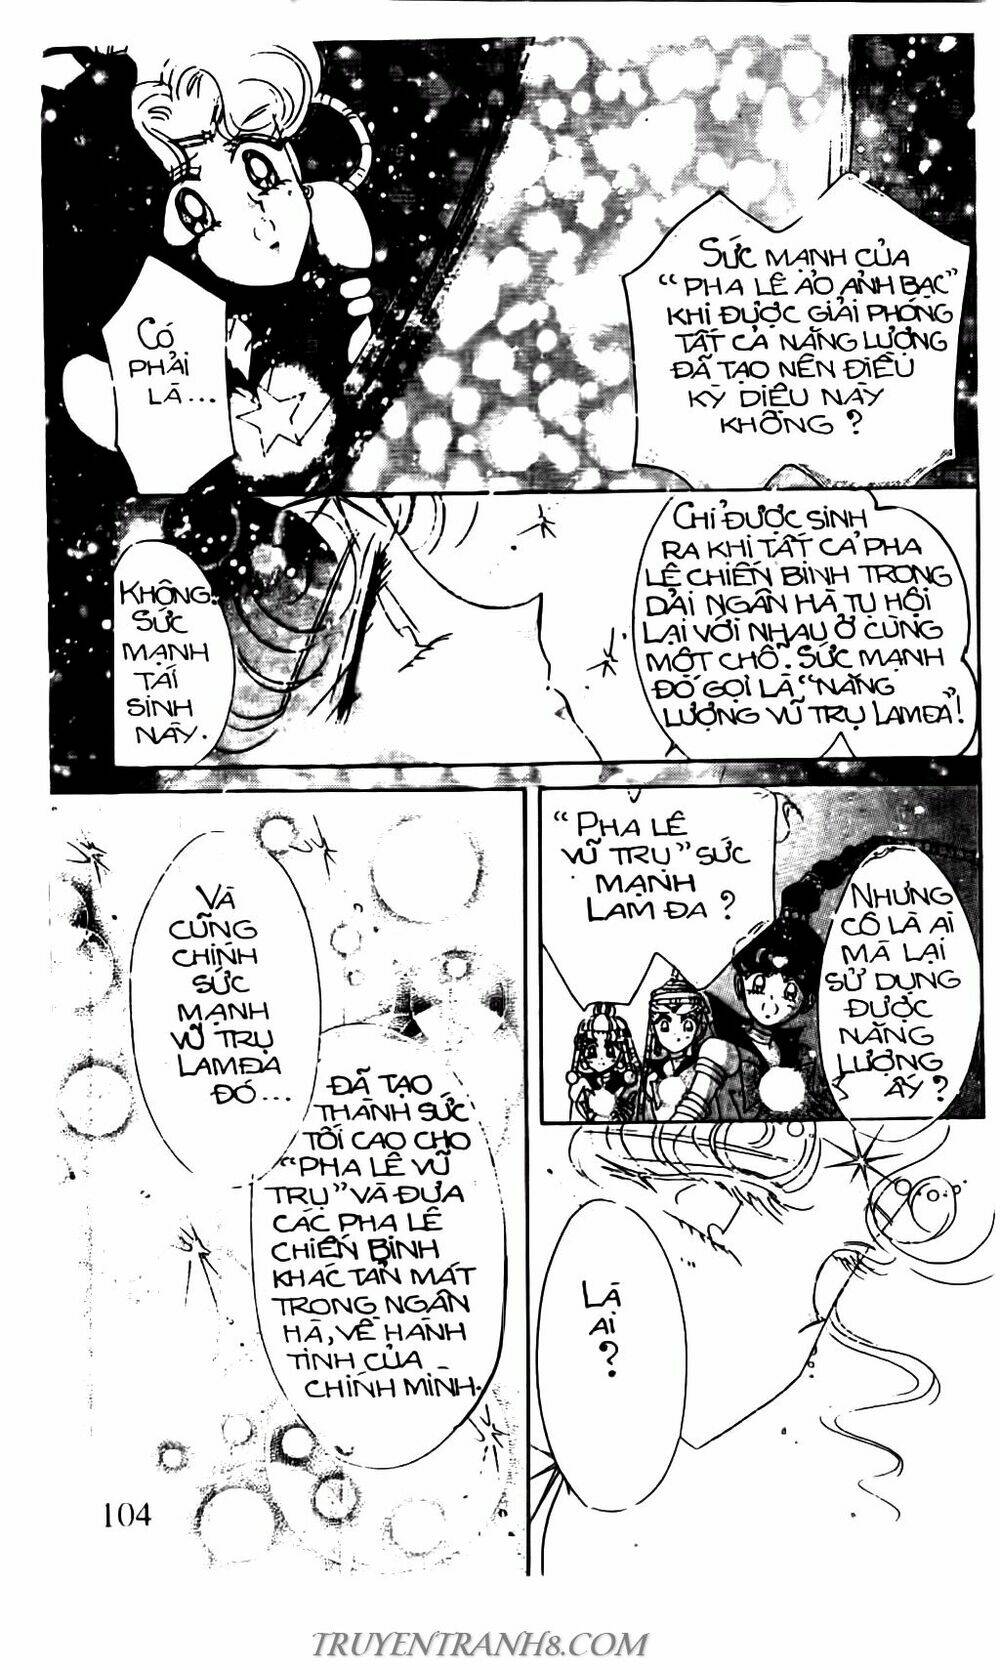 CÓ
PHẢI
LÀ...
SỨC MẠNH CỦA
"PHA LÊ ẢO ẢNH BẠC"
KHI ĐƯỢC GIẢI PHÓNG
TẤT CẢ NĂNG LƯỢNG
ĐÃ TẠO NÊN ĐIỀU
KỲ DIỆU NÀY
KHÔNG?
KHÔNG.
SỨC
MẠNH
TÁI
SINH
NÀY.
CHỈ ĐƯỢC SINH
RA KHI TẤT CẢ PHA
LÊ CHIẾN BINH TRONG
DẢI NGÂN HÀ TỤ HỘI
LẠI VỚI NHAU Ở CÙNG
MỘT CHỖ. SỨC MẠNH
ĐÓ GỌI LÀ "NĂNG
LƯỢNG VŨ TRỤ LAMĐA!
VÀ
CŨNG
CHÍNH
SỨC
MẠNH
VŨ TRỤ
LAMĐA
ĐÓ...
ĐÃ TẠO
THÀNH SỨC
TỐI CAO CHO
"PHA LÊ VŨ
TRỤ" VÀ ĐƯA
CÁC PHA LÊ
CHIẾN BINH
KHÁC TẢN MÁT
TRONG NGÂN
HÀ, VỀ HÀNH
TINH CỦA
CHÍNH MÌNH.
"PHA LÊ
VŨ TRỤ" SỨC
MẠNH
LAM ĐA?
NHƯNG
CÔ LÀ AI
MÀ LẠI
SỬ DỤNG
ĐƯỢC
NĂNG
LƯỢNG
ẤY?
LÀ
AI
?
104
TRUYENTRANH8.COM